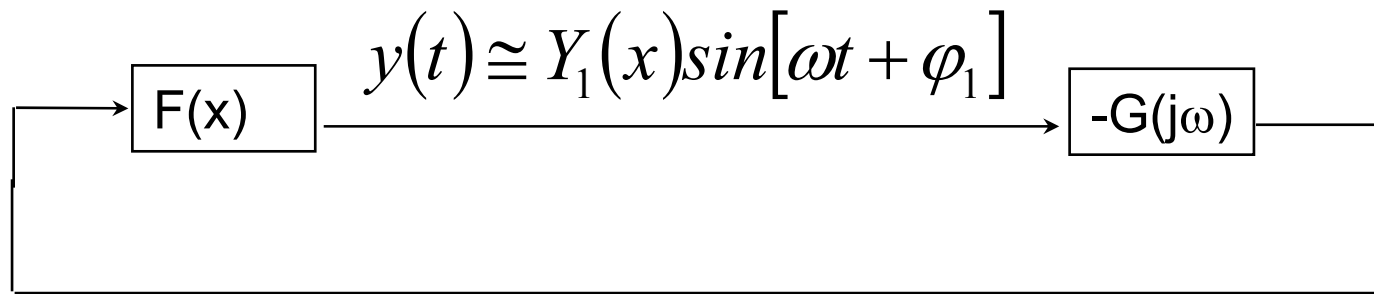 y(t) ≅ Y₁(x)sin[ωt + φ₁]
F(x)
-G(jω)